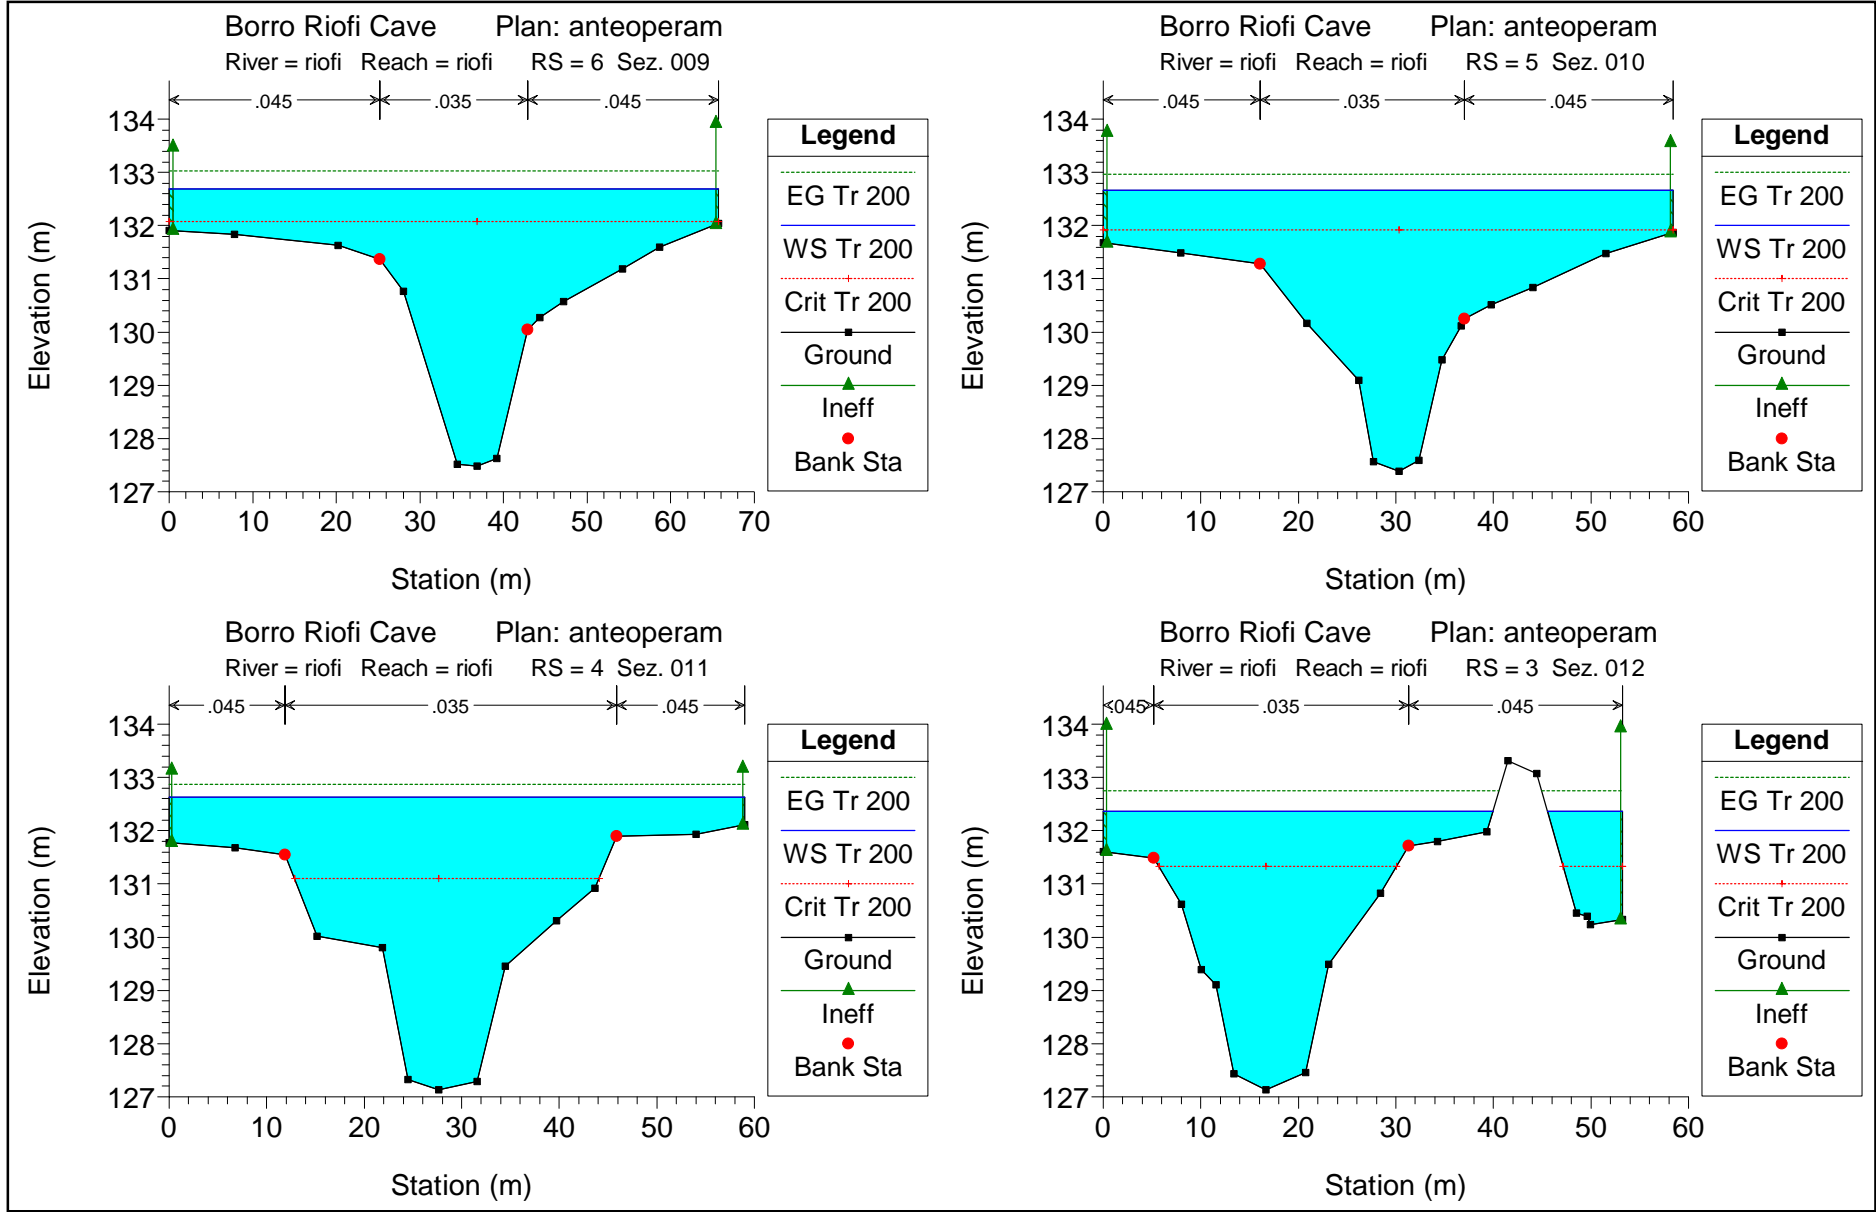 Borro Riofi Cave Plan: anteoperam
River = riofi Reach = riofi RS = 6 Sez. 009
.045 .035 .045
134
133
132
131
130
129
128
127
0 10 20 30 40 50 60 70
Station (m)
Elevation (m)
Legend
EG Tr 200
WS Tr 200
Crit Tr 200
Ground
Ineff
Bank Sta
Borro Riofi Cave Plan: anteoperam
River = riofi Reach = riofi RS = 5 Sez. 010
.045 .035 .045
134
133
132
131
130
129
128
127
0 10 20 30 40 50 60
Station (m)
Elevation (m)
Legend
EG Tr 200
WS Tr 200
Crit Tr 200
Ground
Ineff
Bank Sta
Borro Riofi Cave Plan: anteoperam
River = riofi Reach = riofi RS = 4 Sez. 011
.045 .035 .045
134
133
132
131
130
129
128
127
0 10 20 30 40 50 60
Station (m)
Elevation (m)
Legend
EG Tr 200
WS Tr 200
Crit Tr 200
Ground
Ineff
Bank Sta
Borro Riofi Cave Plan: anteoperam
River = riofi Reach = riofi RS = 3 Sez. 012
.045 .035 .045
134
133
132
131
130
129
128
127
0 10 20 30 40 50 60
Station (m)
Elevation (m)
Legend
EG Tr 200
WS Tr 200
Crit Tr 200
Ground
Ineff
Bank Sta